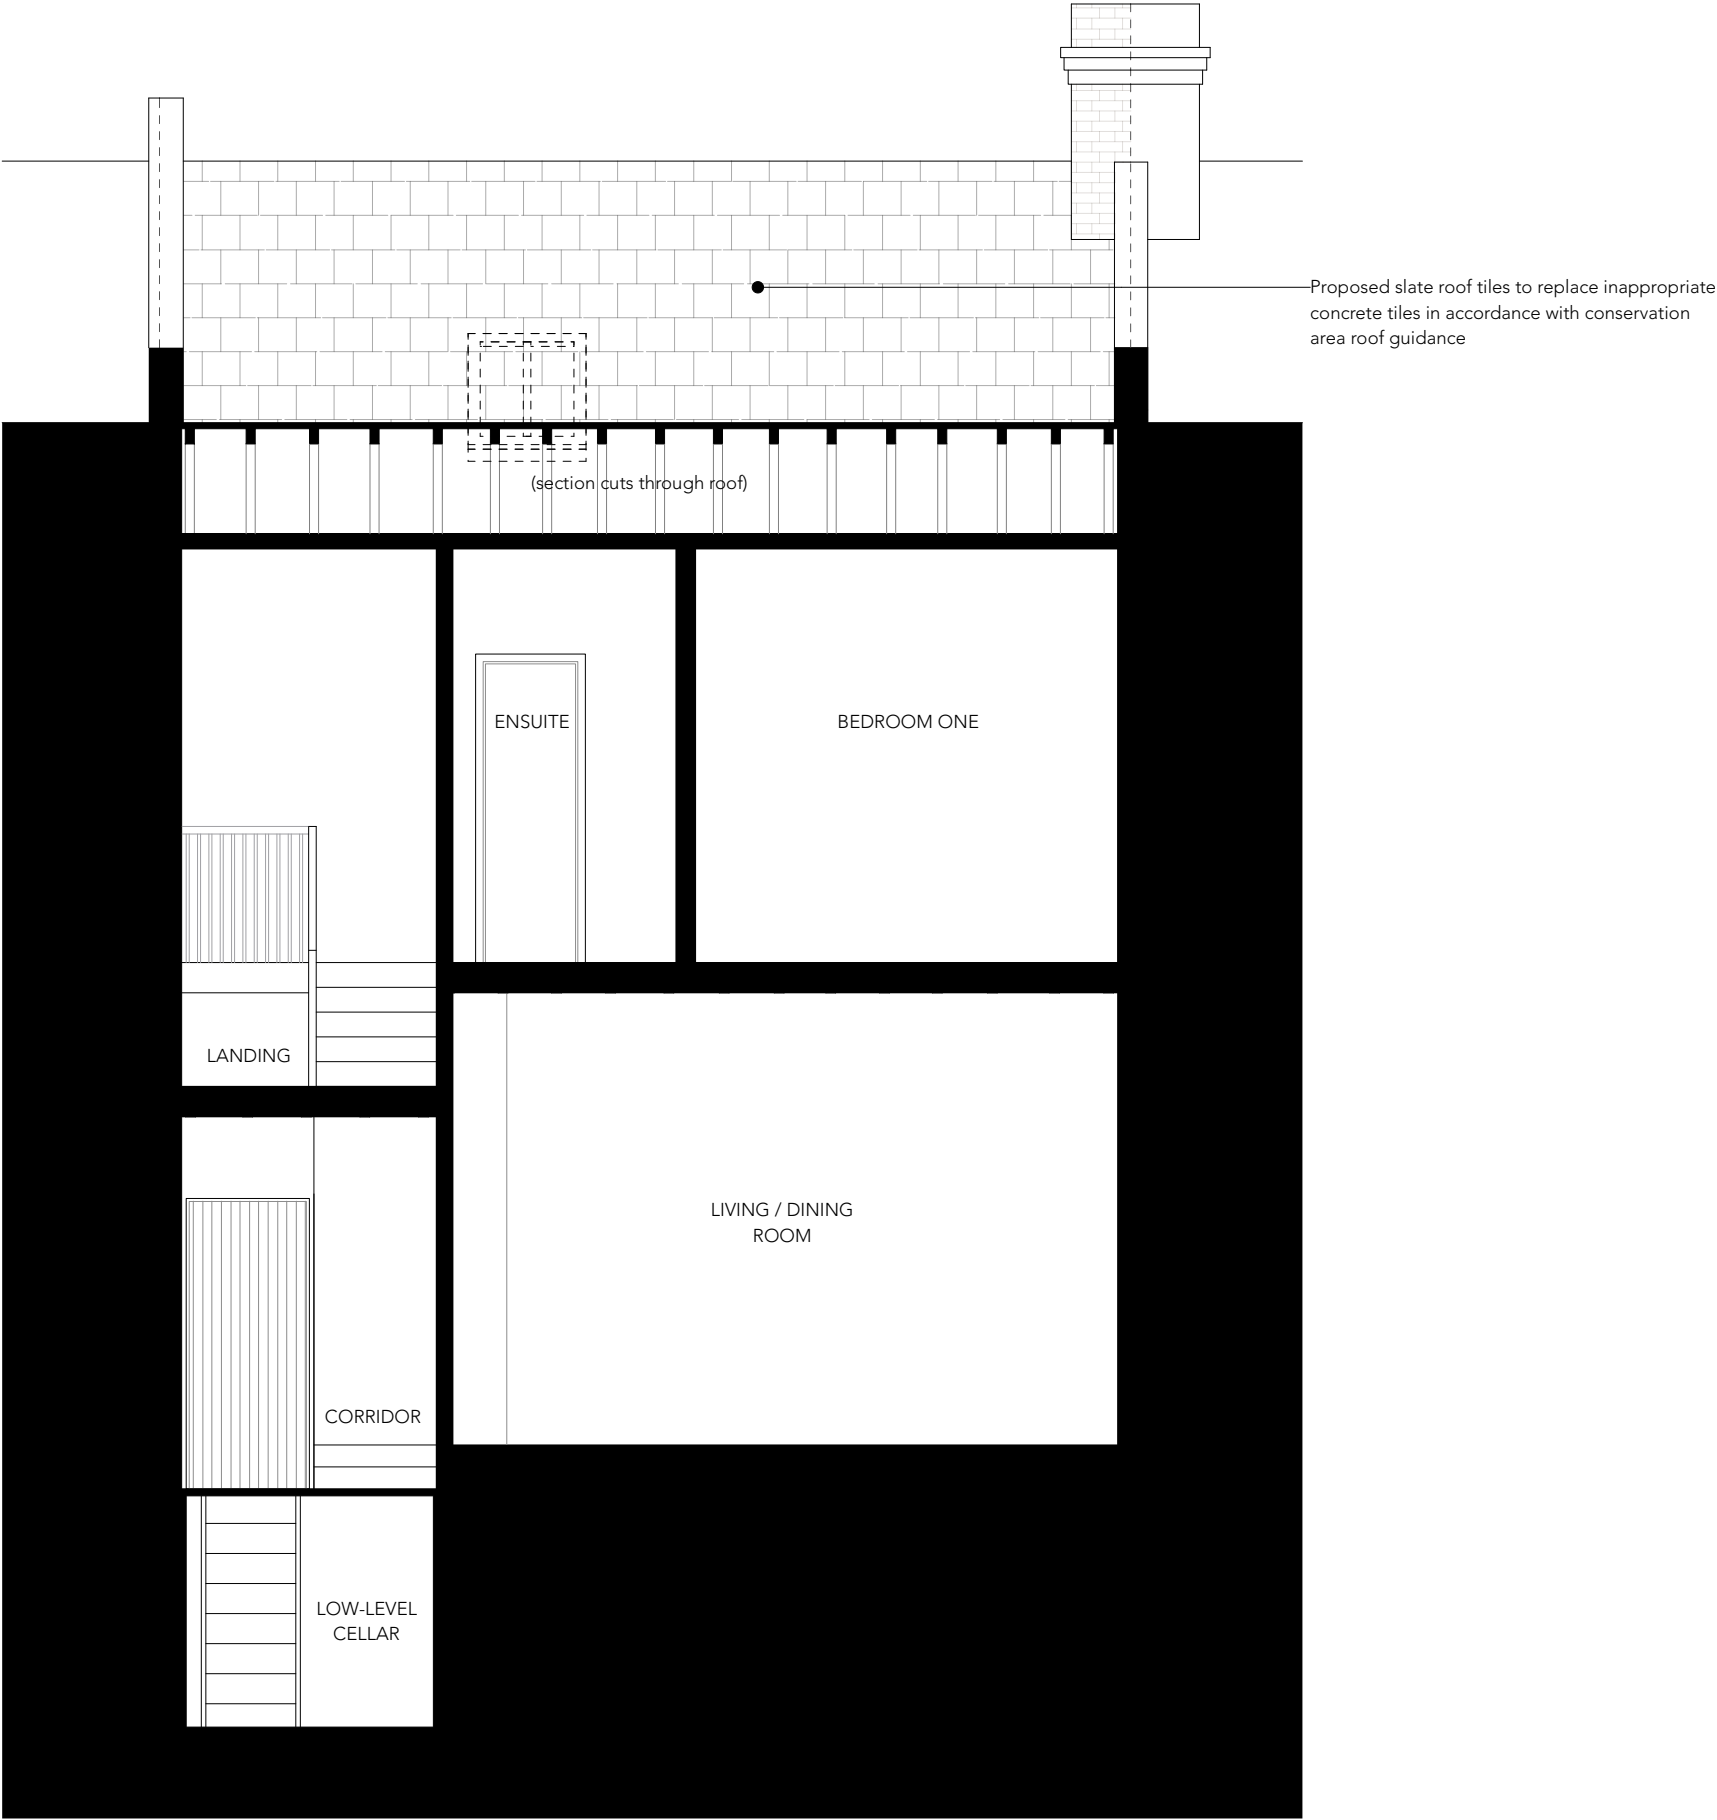 Proposed slate roof tiles to replace inappropriate
concrete tiles in accordance with conservation
area roof guidance
(section cuts through roof)
ENSUITE
BEDROOM ONE
LANDING
LIVING / DINING
ROOM
CORRIDOR
LOW-LEVEL
CELLAR